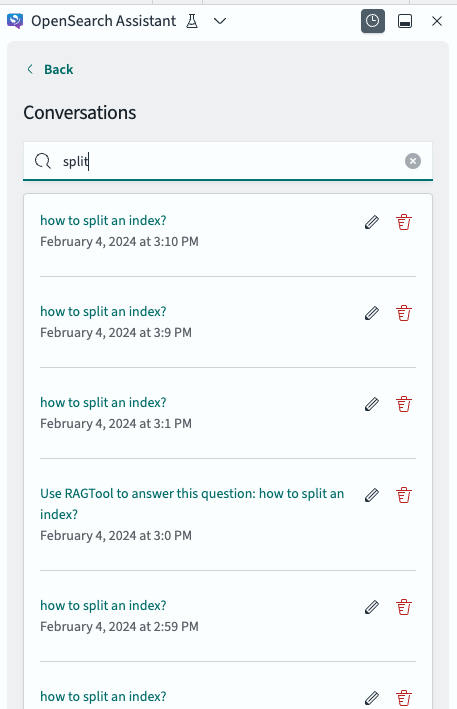 OpenSearch Assistant
Back
Conversations
split
how to split an index?
February 4, 2024 at 3:10 PM
how to split an index?
February 4, 2024 at 3:9 PM
how to split an index?
February 4, 2024 at 3:1 PM
Use RAGTool to answer this question: how to split an
index?
February 4, 2024 at 3:0 PM
how to split an index?
February 4, 2024 at 2:59 PM
how to split an index?